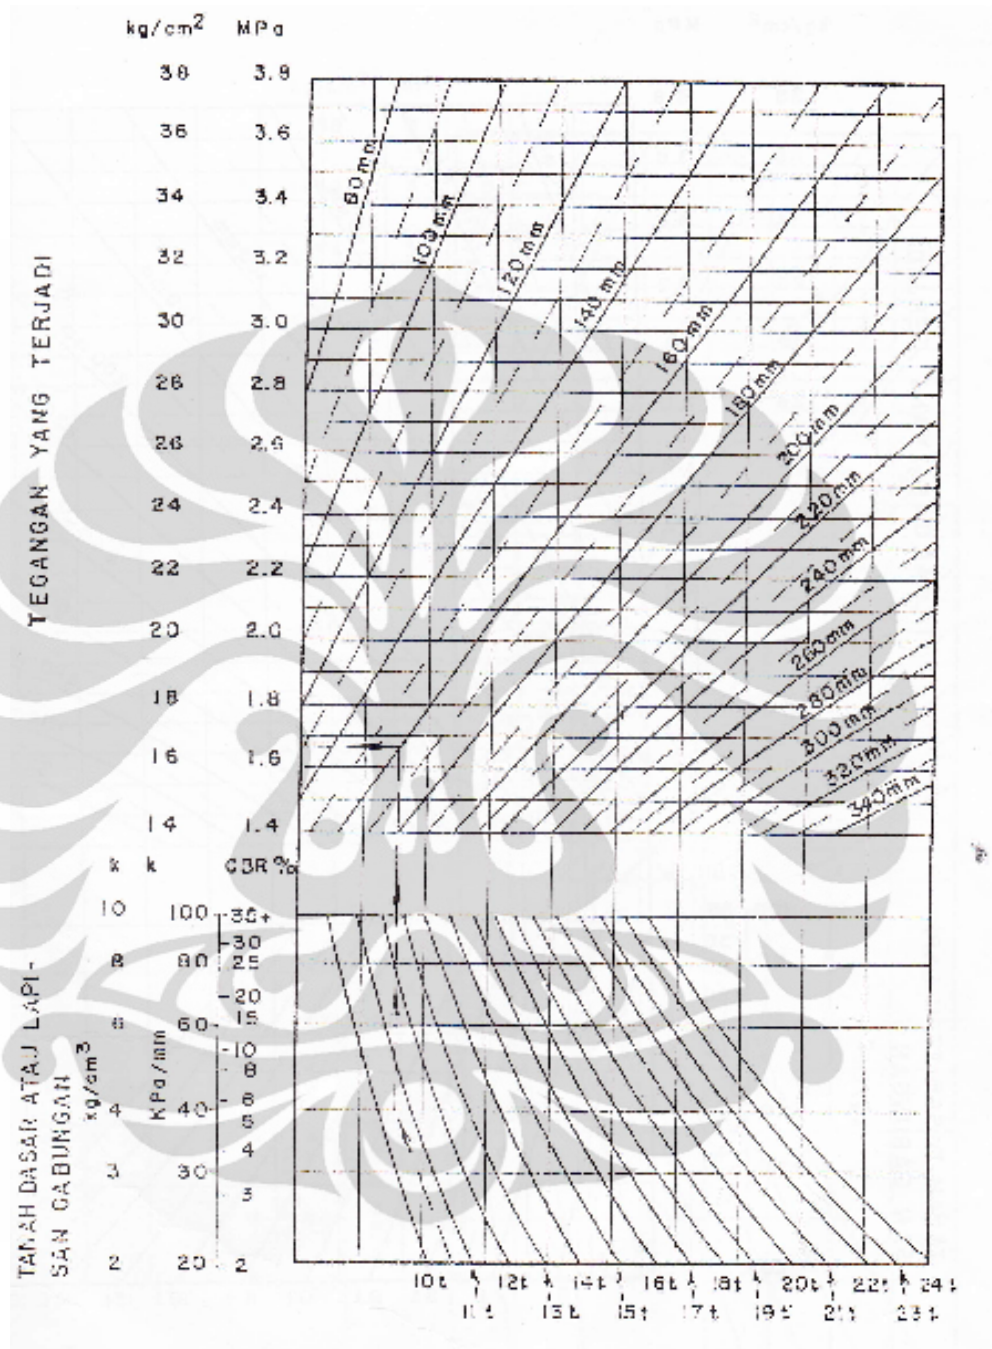 kg/cm² MPa
38 3.8
36 3.6
34 3.4
32 3.2
30 3.0
28 2.8
26 2.6
24 2.4
22 2.2
20 2.0
18 1.8
16 1.6
14 1.4
TEGANGAN YANG TERJADI
100mm
120mm
140mm
160mm
180mm
200mm
220mm
240mm
260mm
280mm
300mm
320mm
340mm
k k CBR %
10 100 35+
30
8 80 25
20
15
6 60
10
8
6
4 40
5
4
3 30
3
2 20 2
kg/cm³
KPa/mm
TANAH DASAR ATAU LAPI-
SAN GABUNGAN
10t 12t 14t 16t 18t 20t 22t 24t
11t 13t 15t 17t 19t 21t 23t